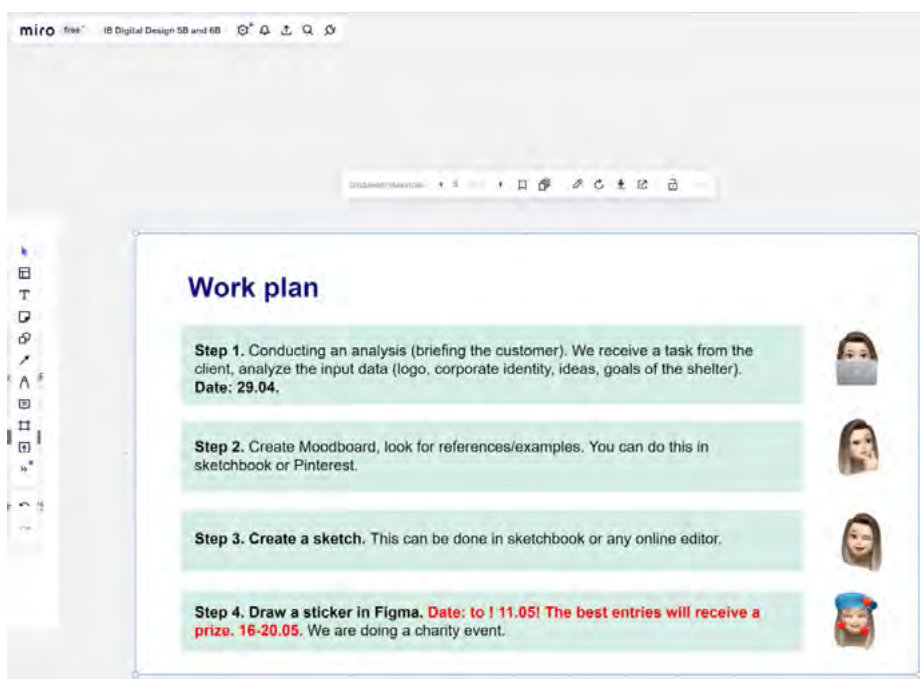 miro free
IB Digital Design 5B and 6B
Work plan
Step 1. Conducting an analysis (briefing the customer). We receive a task from the
client, analyze the input data (logo, corporate identity, ideas, goals of the shelter).
Date: 29.04.
Step 2. Create Moodboard, look for references/examples. You can do this in
sketchbook or Pinterest.
Step 3. Create a sketch. This can be done in sketchbook or any online editor.
Step 4. Draw a sticker in Figma. Date: to ! 11.05! The best entries will receive a
prize. 16-20.05. We are doing a charity event.